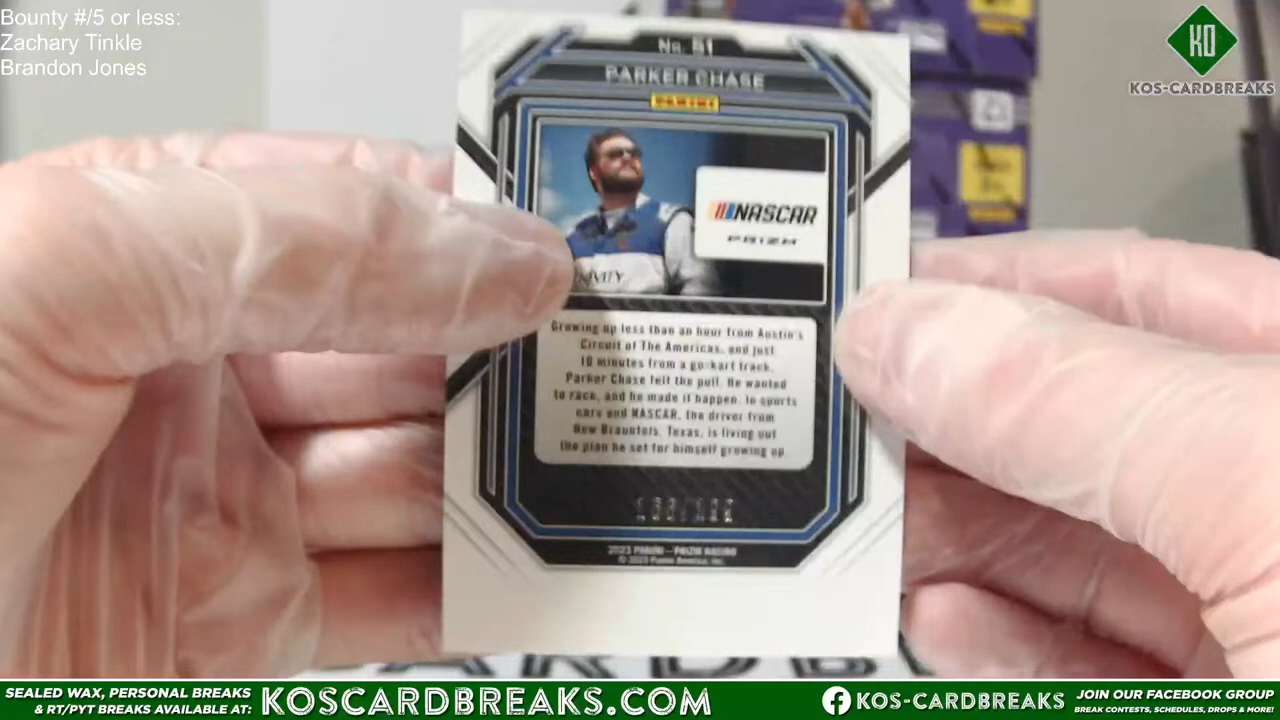 Bounty #/5 or less:
Zachary Tinkle
Brandon Jones
KO
KOS-CARDBREAKS
No. 51
PARKER CHASE
PANINI
NASCAR
PRIZM
Growing up less than an hour from Austin's
Circuit of The Americas, and just
10 minutes from a go-kart track,
Parker Chase felt the pull. He wanted
to race, and he made it happen. In sports
cars and NASCAR, the driver from
New Braunfels, Texas, is living out
the plan he set for himself growing up.
2023 PANINI – PRIZM RACING
© 2023 Panini America, Inc.
SEALED WAX, PERSONAL BREAKS
& RT/PYT BREAKS AVAILABLE AT:
KOSCARDBREAKS.COM
KOS-CARDBREAKS
JOIN OUR FACEBOOK GROUP
BREAK CONTESTS, SCHEDULES, DROPS & MORE!